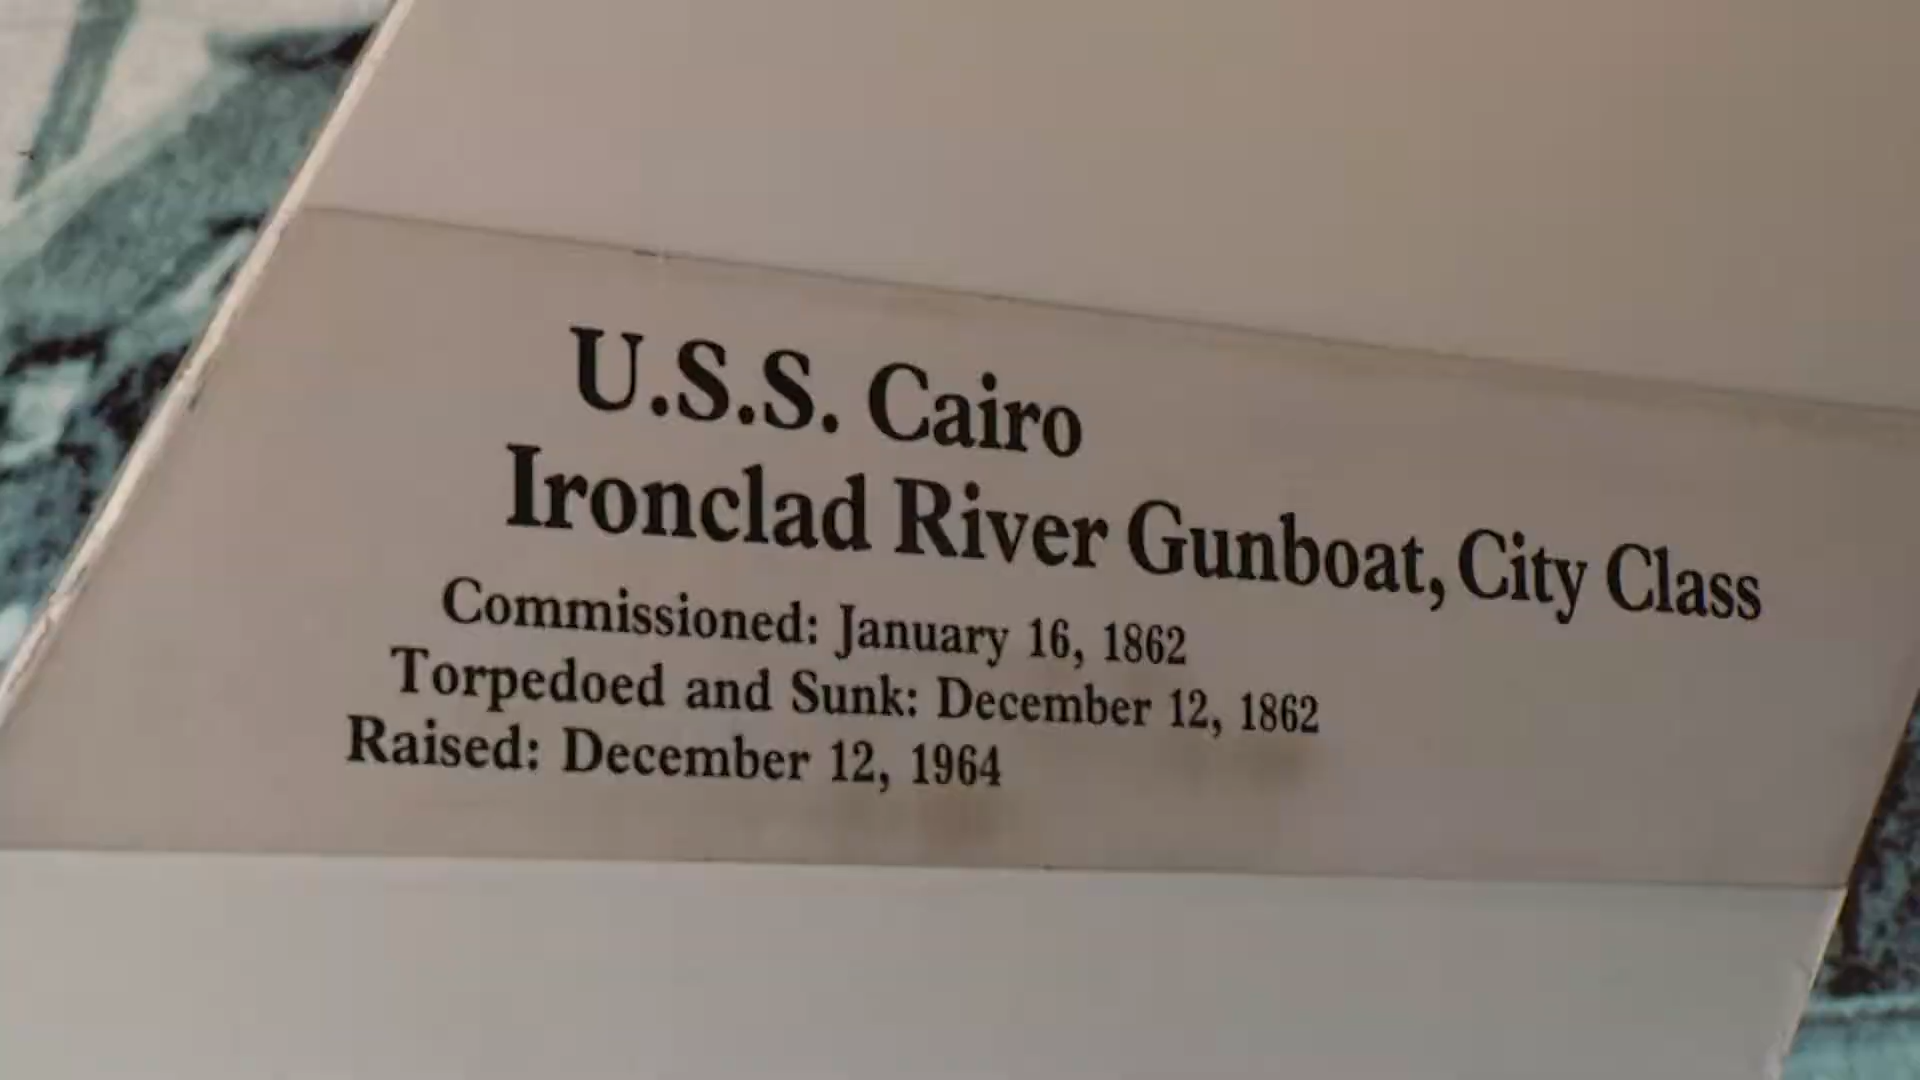 U.S.S. Cairo
Ironclad River Gunboat, City Class
Commissioned: January 16, 1862
Torpedoed and Sunk: December 12, 1862
Raised: December 12, 1964